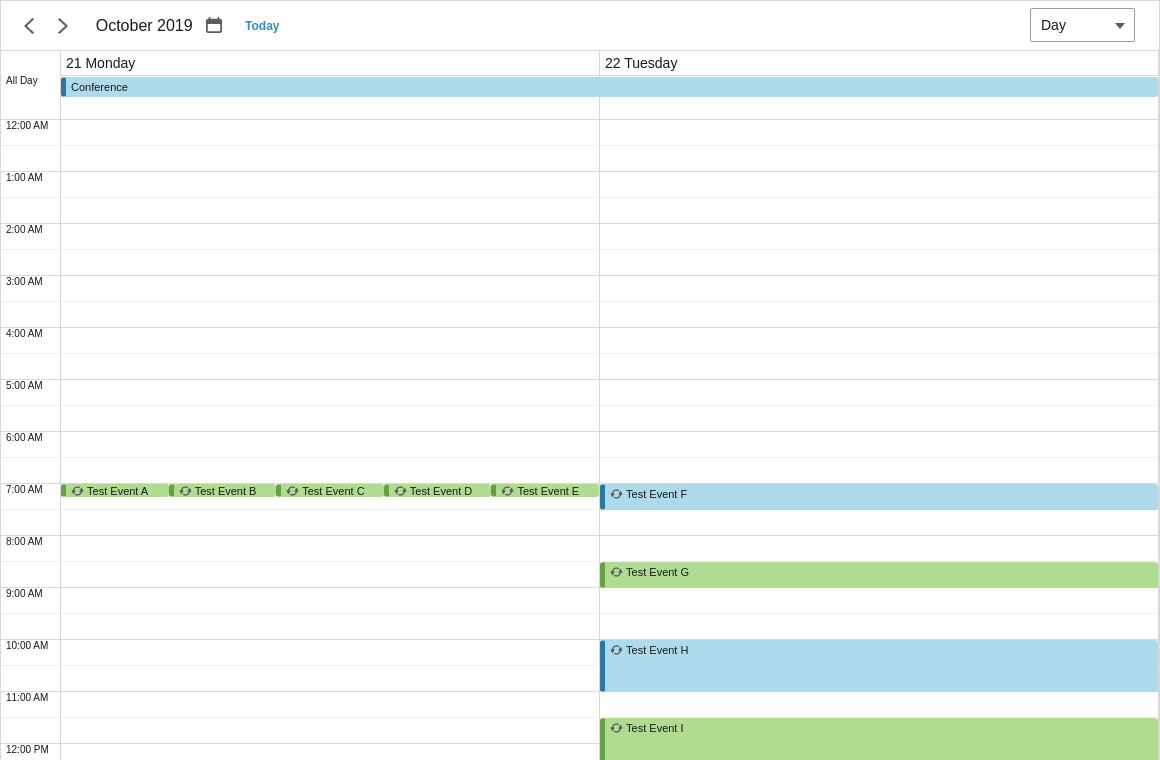 October 2019
Today
Day
21 Monday
22 Tuesday
All Day
Conference
12:00 AM
1:00 AM
2:00 AM
3:00 AM
4:00 AM
5:00 AM
6:00 AM
7:00 AM
Test Event A
Test Event B
Test Event C
Test Event D
Test Event E
Test Event F
8:00 AM
Test Event G
9:00 AM
10:00 AM
Test Event H
11:00 AM
Test Event I
12:00 PM